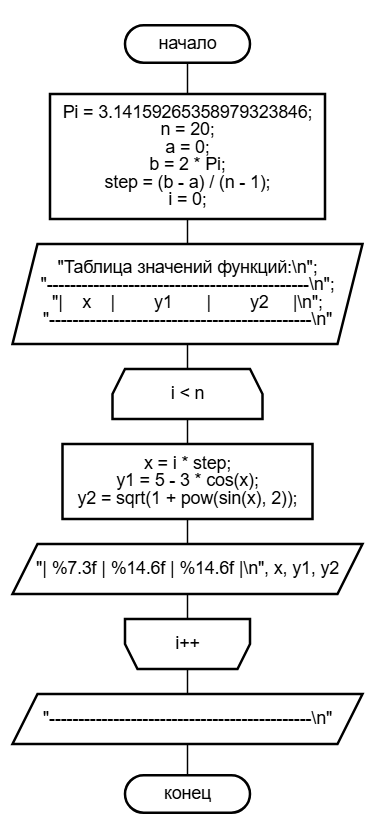 начало
Pi = 3.14159265358979323846;
n = 20;
a = 0;
b = 2 * Pi;
step = (b - a) / (n - 1);
i = 0;
"Таблица значений функций:\n";
"---------------------------------------------\n";
"| x | y1 | y2 |\n";
"---------------------------------------------\n"
i < n
x = i * step;
y1 = 5 - 3 * cos(x);
y2 = sqrt(1 + pow(sin(x), 2));
"| %7.3f | %14.6f | %14.6f |\n", x, y1, y2
i++
"---------------------------------------------\n"
конец